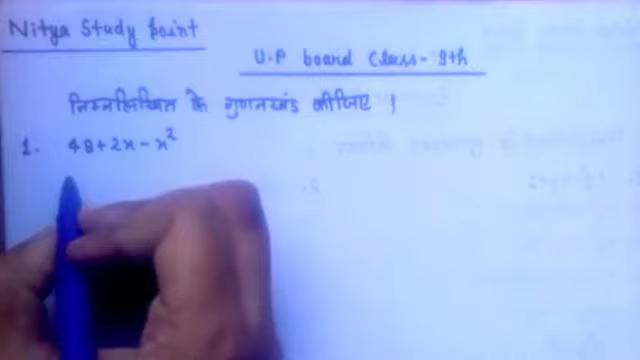 Nitya Study point
U.P board Class-9th
निम्नलिखित के गुणनखंड कीजिए ।
1. 48+2x-x²